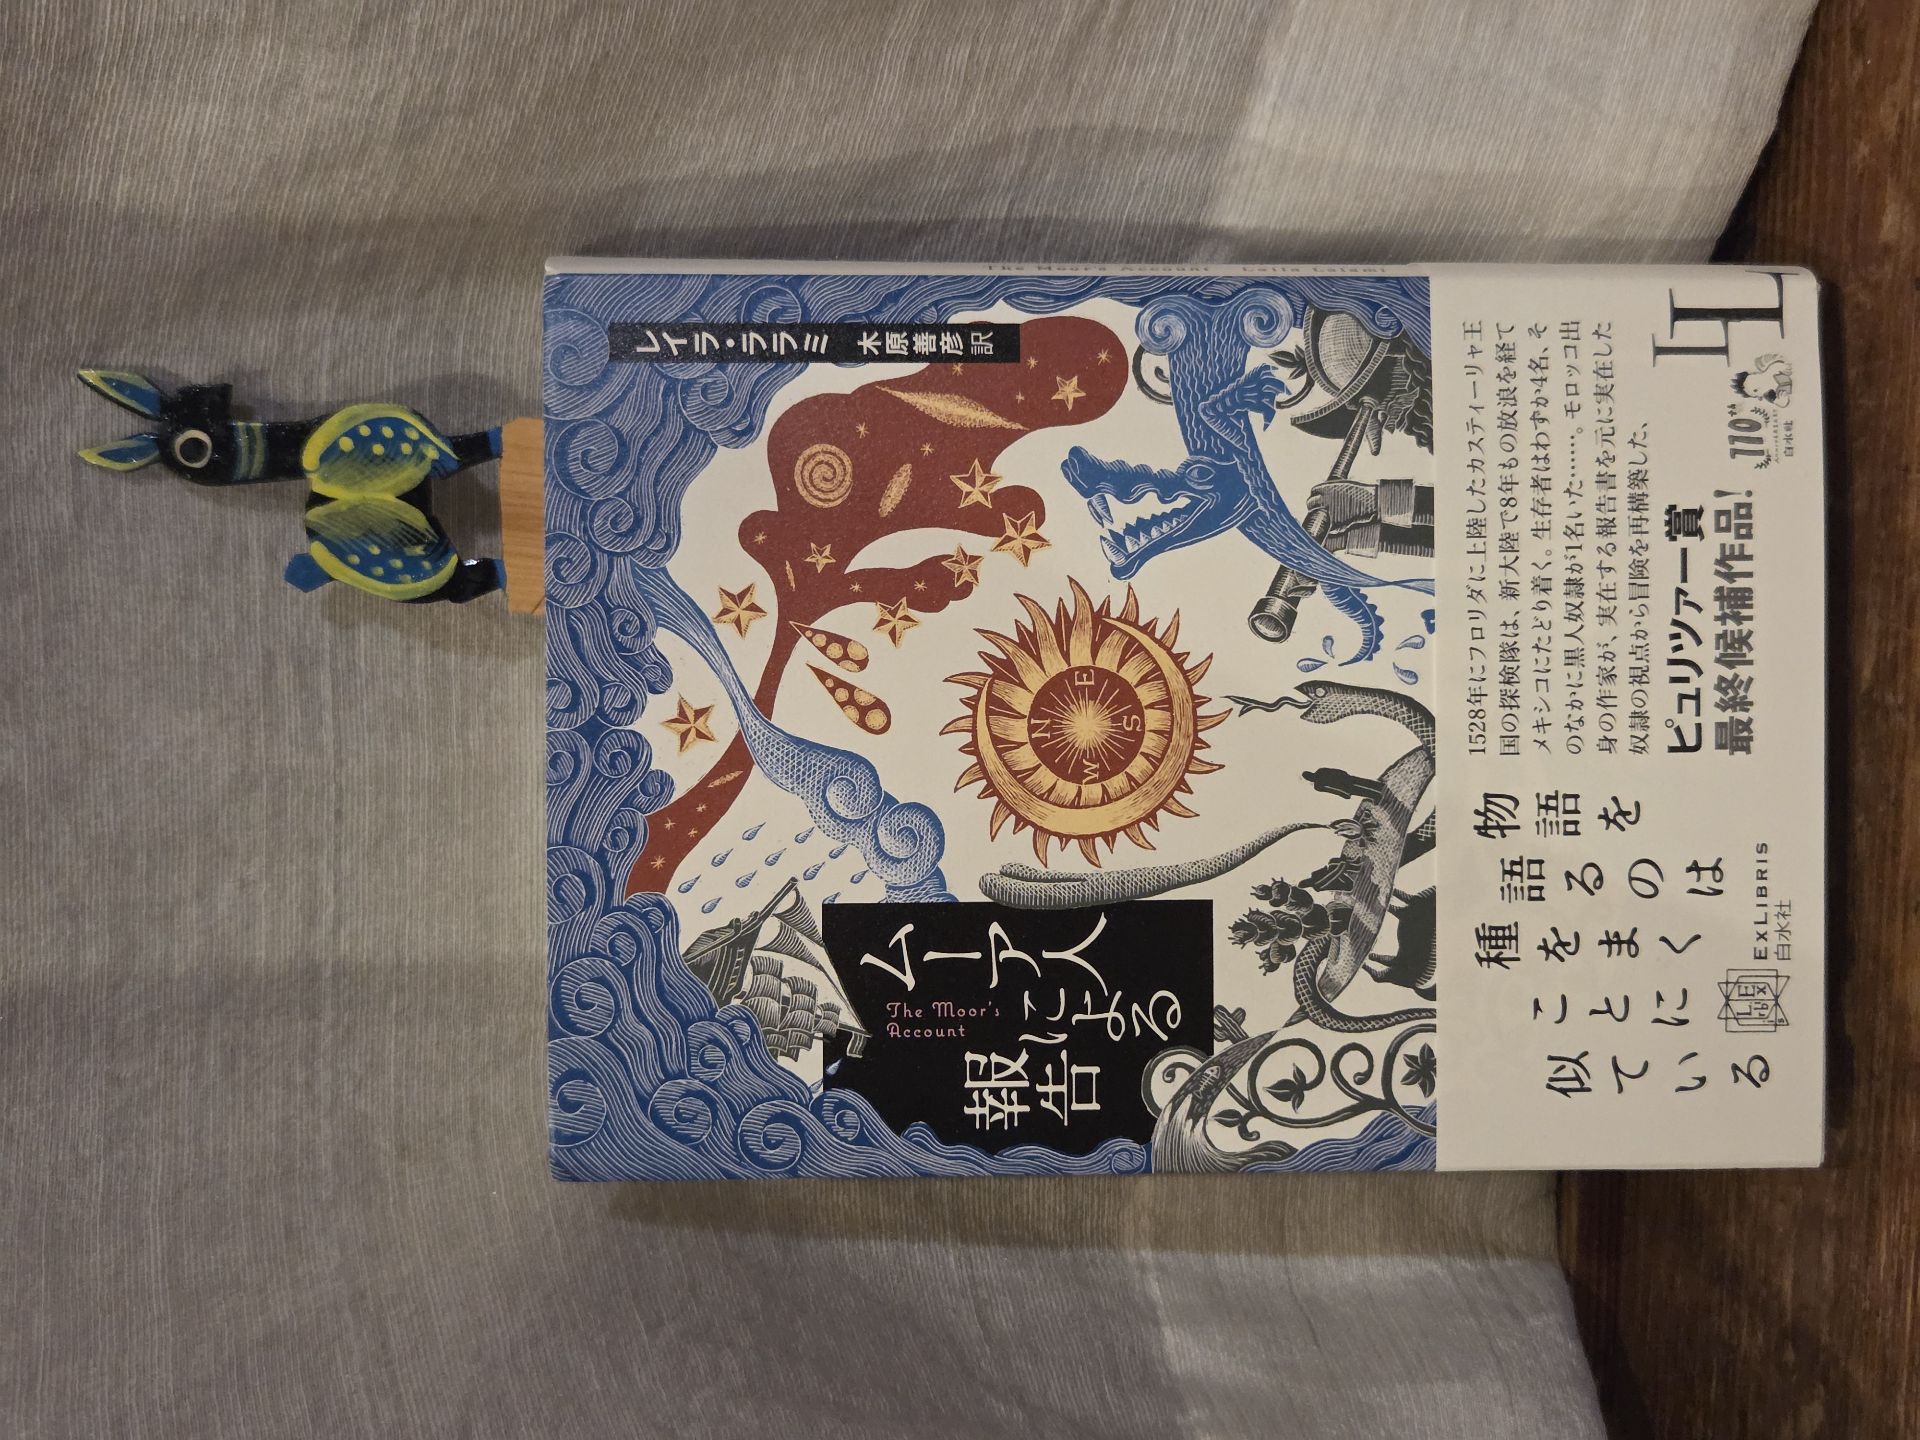 レイラ・ララミ 木原善彦 訳
ムーア人
による
報告
The Moor's
Account
N
E
S
W
物語を
語るのは
種をまく
ことに
似ている
1528年にフロリダに上陸したカスティーリャ王
国の探検隊は、新大陸で8年もの放浪を経て
メキシコにたどり着く。生存者はわずか4名、そ
のなかに黒人奴隷が1名いた……。モロッコ出
身の作家が、実在する報告書を元に実在した
奴隷の視点から冒険を再構築した、
ピュリツァー賞
最終候補作品!
EXLIBRIS
白水社
110
白水社
LL
The Moor's Account Laila Lalami